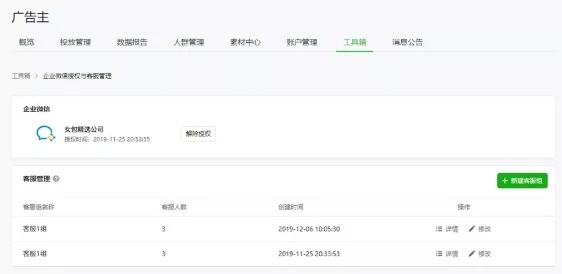 广告主
概览 投放管理 数据报告 人群管理 素材中心 账户管理 工具箱 消息公告
工具箱 > 企业微信授权与客服管理
企业微信
女包精选公司
授权时间：2019-11-25 20:53:55
解除授权
客服管理
+ 新建客服组
客服组名称 客服人数 创建时间 操作
客服1组 3 2019-12-06 10:05:30 详情 修改
客服1组 3 2019-11-25 20:33:53 详情 修改